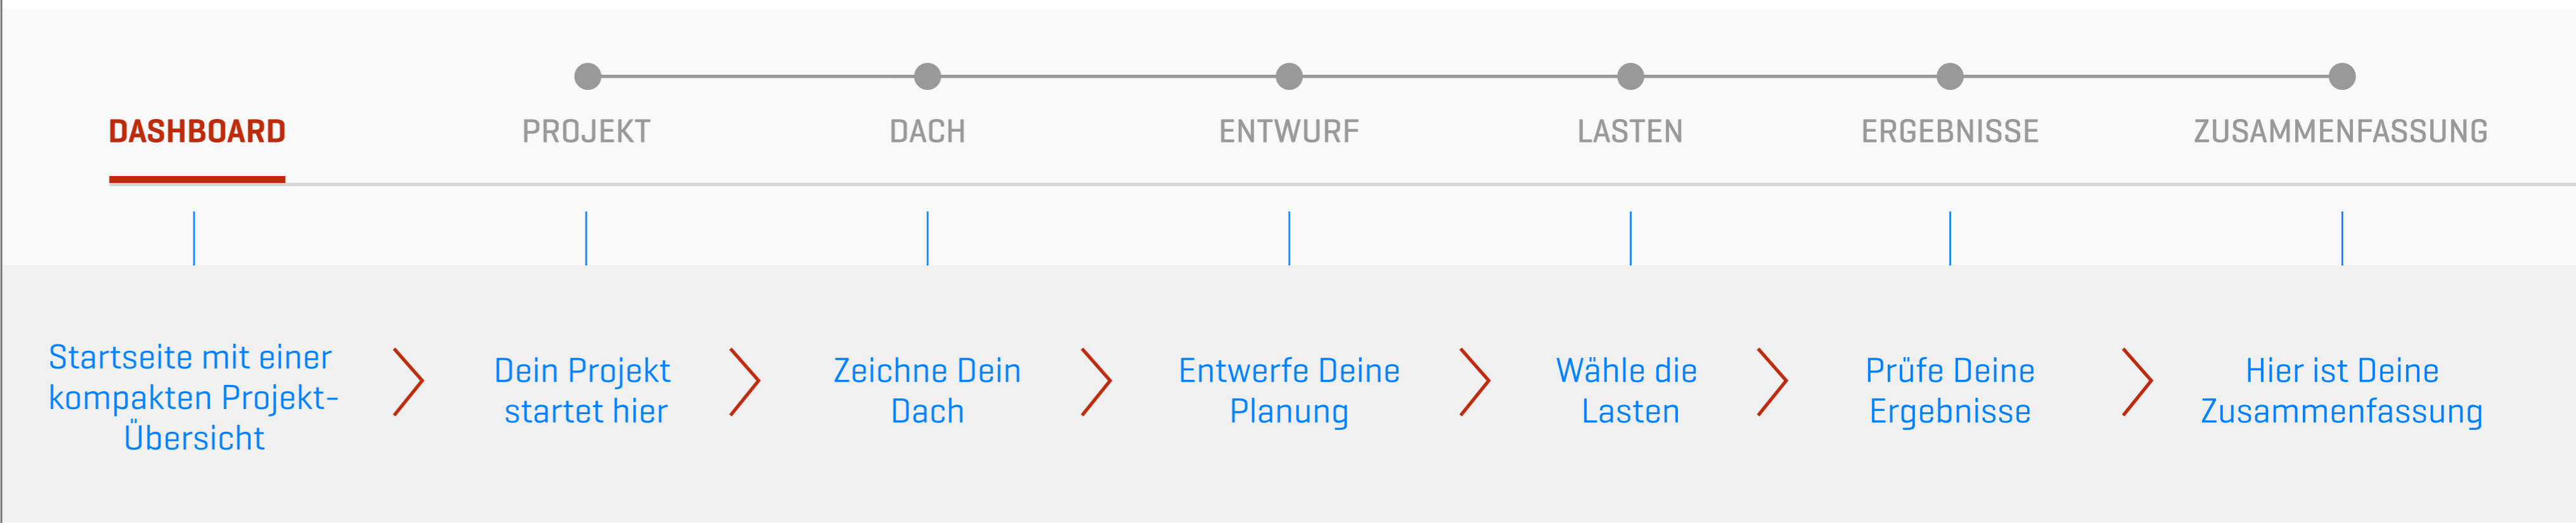 DASHBOARD
PROJEKT
DACH
ENTWURF
LASTEN
ERGEBNISSE
ZUSAMMENFASSUNG
Startseite mit einer
kompakten Projekt-
Übersicht
Dein Projekt
startet hier
Zeichne Dein
Dach
Entwerfe Deine
Planung
Wähle die
Lasten
Prüfe Deine
Ergebnisse
Hier ist Deine
Zusammenfassung